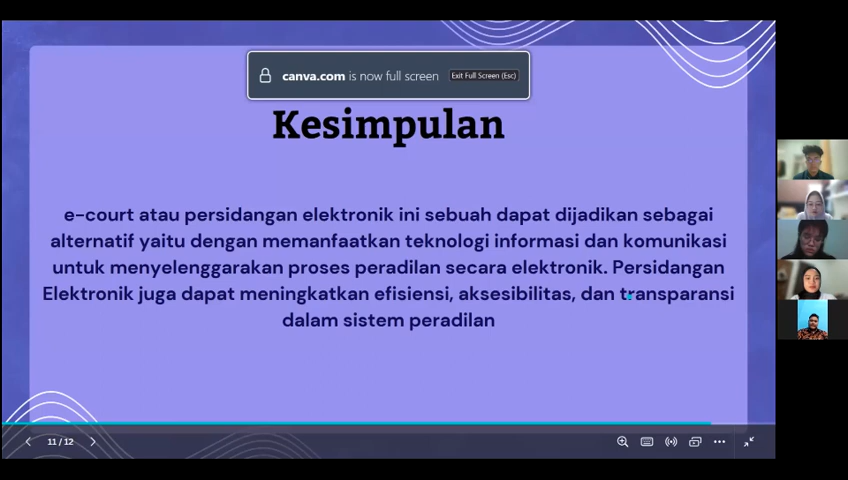 canva.com is now full screen Exit Full Screen (Esc)
Kesimpulan
e-court atau persidangan elektronik ini sebuah dapat dijadikan sebagai
alternatif yaitu dengan memanfaatkan teknologi informasi dan komunikasi
untuk menyelenggarakan proses peradilan secara elektronik. Persidangan
Elektronik juga dapat meningkatkan efisiensi, aksesibilitas, dan transparansi
dalam sistem peradilan
11 / 12